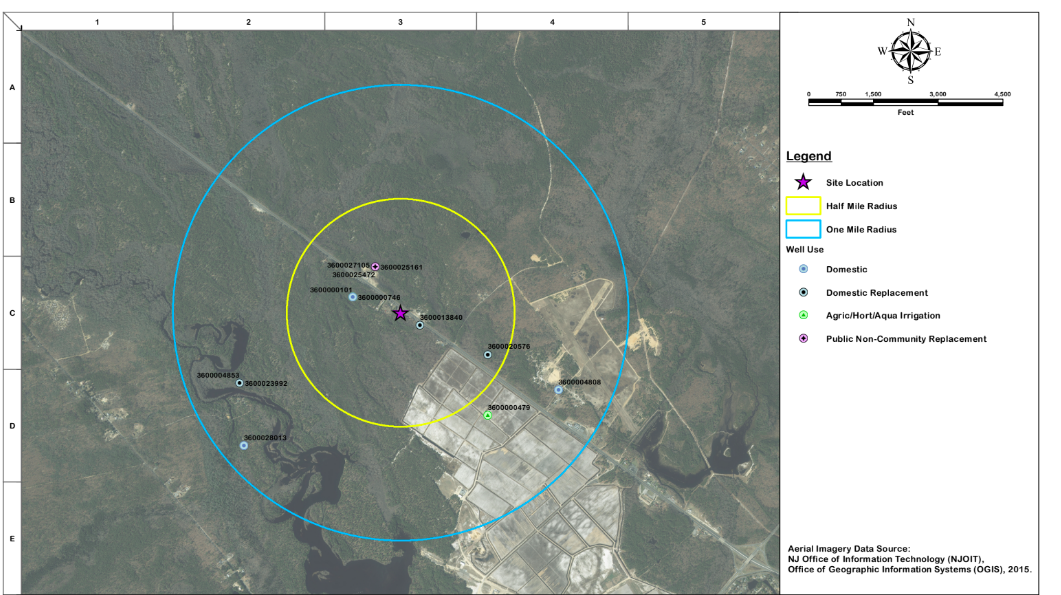 1 2 3 4 5
A
B
C
D
E
3600027105
3600025161
3600025472
3600000101
3600000746
3600013840
3600020576
3600004853
3600023992
3600004808
3600000479
3600028013
N
W E
S
0 750 1,500 3,000 4,500
Feet
Legend
Site Location
Half Mile Radius
One Mile Radius
Well Use
Domestic
Domestic Replacement
Agric/Hort/Aqua Irrigation
Public Non-Community Replacement
Aerial Imagery Data Source:
NJ Office of Information Technology (NJOIT),
Office of Geographic Information Systems (OGIS), 2015.